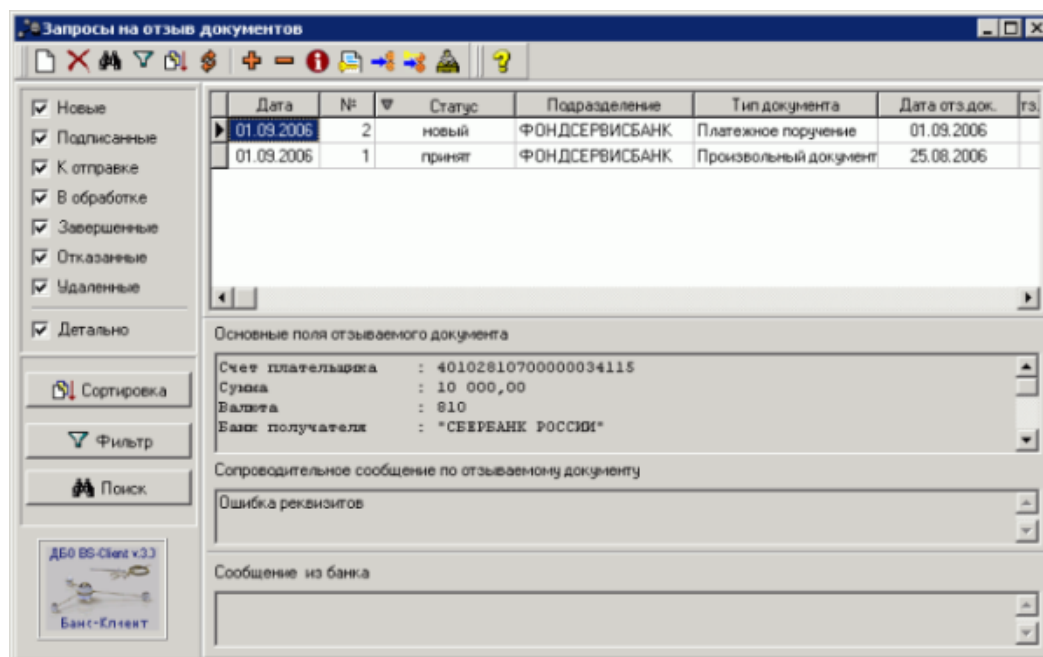 Запросы на отзыв документов
Новые
Подписанные
К отправке
В обработке
Завершенные
Отказанные
Удаленные
Детально
Сортировка
Фильтр
Поиск
ДБО BS-Client v.3.3
Банк-Клиент
Дата № Статус Подразделение Тип документа Дата отз.док. тз.
01.09.2006 2 новый ФОНДСЕРВИСБАНК Платежное поручение 01.09.2006
01.09.2006 1 принят ФОНДСЕРВИСБАНК Произвольный документ 25.08.2006
Основные поля отзываемого документа
Счет плательщика : 40102810700000034115
Сумма : 10 000,00
Валюта : 810
Банк получателя : "СБЕРБАНК РОССИИ"
Сопроводительное сообщение по отзываемому документу
Ошибка реквизитов
Сообщение из банка